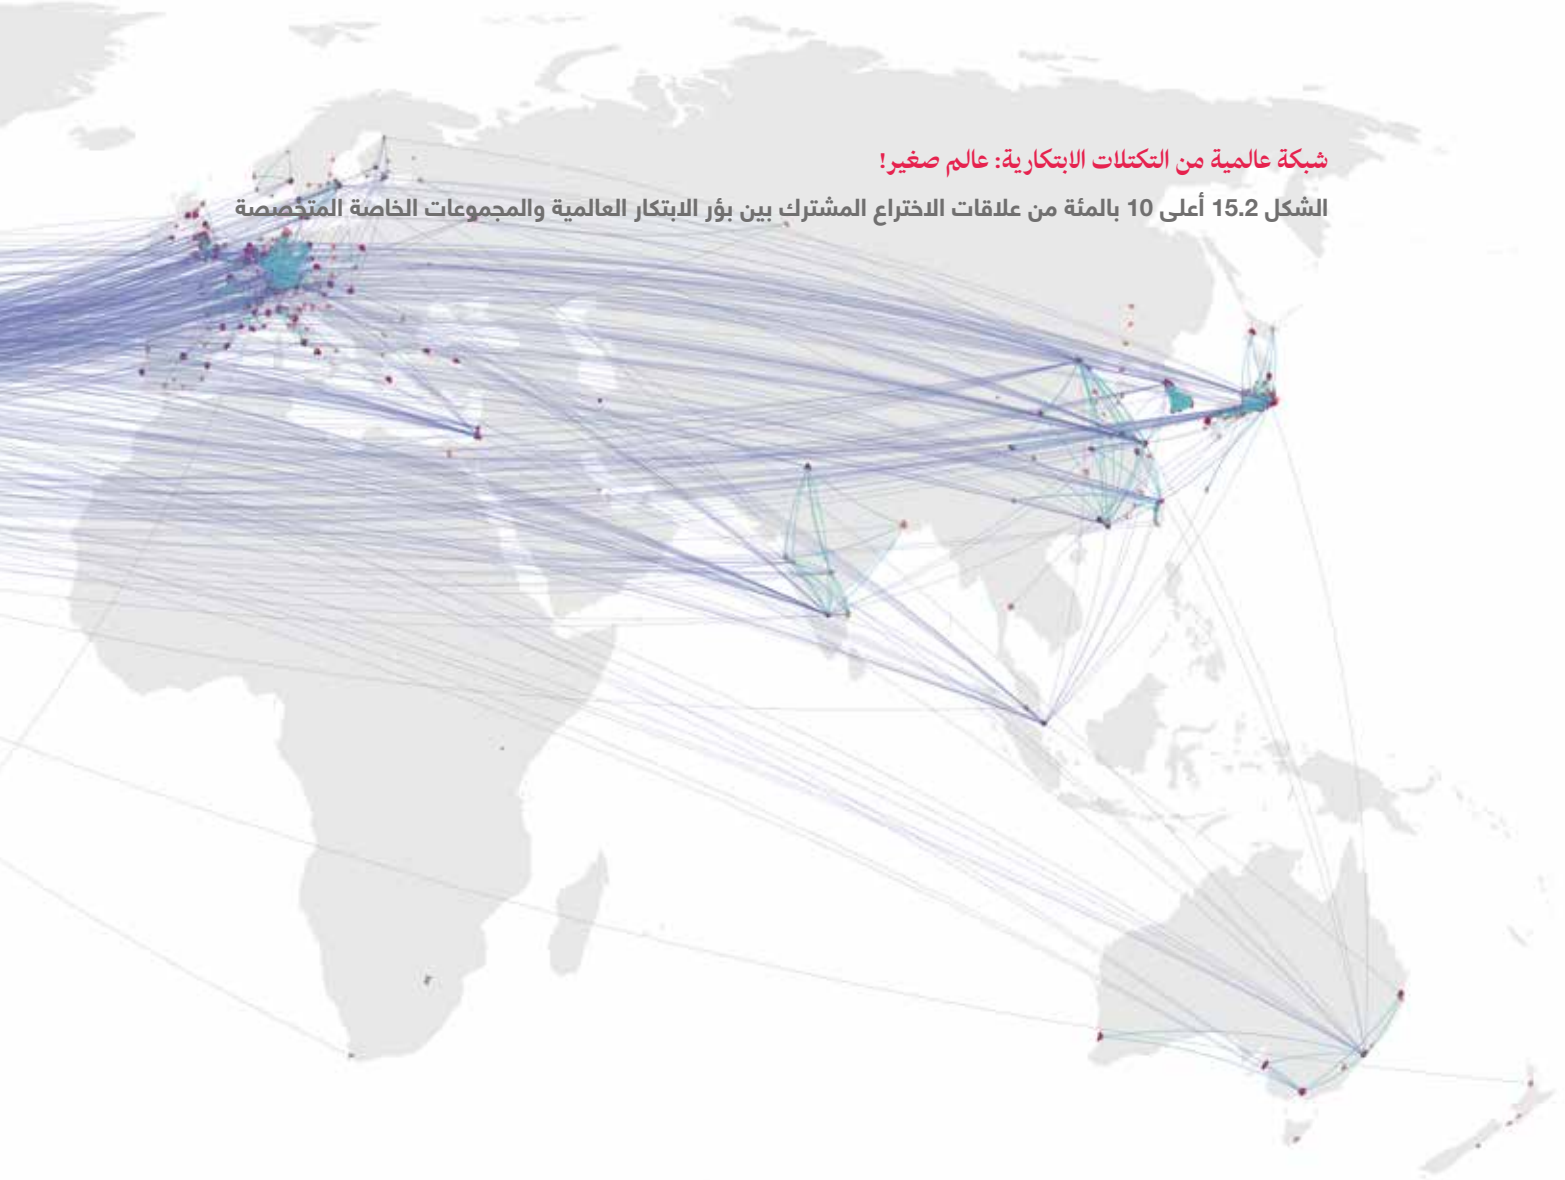 شبكة عالمية من التكتلات الابتكارية: عالم صغير!
الشكل 15.2 أعلى 10 بالمئة من علاقات الاختراع المشترك بين بؤر الابتكار العالمية والمجموعات الخاصة المتخصصة